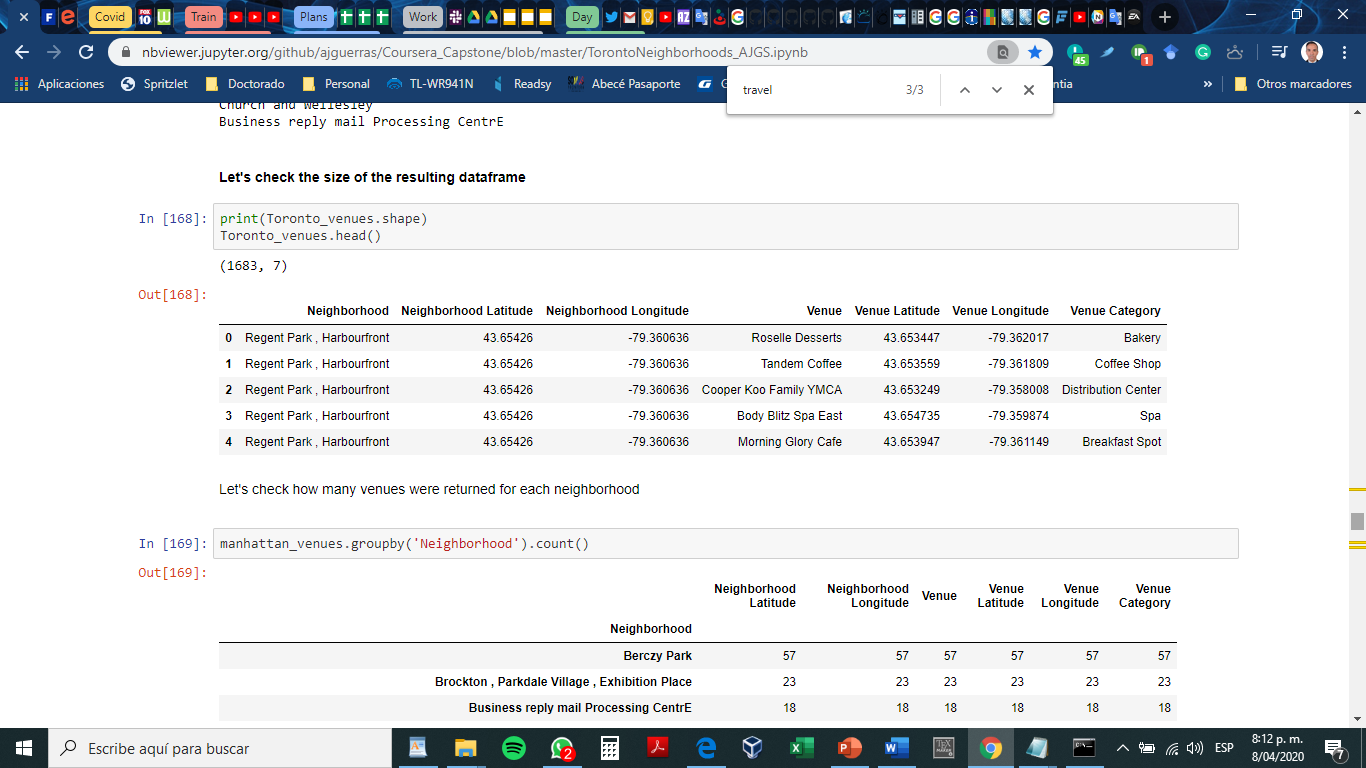 Covid
FOX 10
Train
Plans
Work
Day
nbviewer.jupyter.org/github/ajguerras/Coursera_Capstone/blob/master/TorontoNeighborhoods_AJGS.ipynb
45
1
Aplicaciones Spritzlet Doctorado Personal TL-WR941N Readsy Abecé Pasaporte » Otros marcadores
travel 3/3
Church and Wellesley
Business reply mail Processing CentrE
Let's check the size of the resulting dataframe
In [168]: print(Toronto_venues.shape)
Toronto_venues.head()
(1683, 7)
Out[168]:
Neighborhood Neighborhood Latitude Neighborhood Longitude Venue Venue Latitude Venue Longitude Venue Category
0 Regent Park , Harbourfront 43.65426 -79.360636 Roselle Desserts 43.653447 -79.362017 Bakery
1 Regent Park , Harbourfront 43.65426 -79.360636 Tandem Coffee 43.653559 -79.361809 Coffee Shop
2 Regent Park , Harbourfront 43.65426 -79.360636 Cooper Koo Family YMCA 43.653249 -79.358008 Distribution Center
3 Regent Park , Harbourfront 43.65426 -79.360636 Body Blitz Spa East 43.654735 -79.359874 Spa
4 Regent Park , Harbourfront 43.65426 -79.360636 Morning Glory Cafe 43.653947 -79.361149 Breakfast Spot
Let's check how many venues were returned for each neighborhood
In [169]: manhattan_venues.groupby('Neighborhood').count()
Out[169]:
Neighborhood Neighborhood Venue Venue Venue Venue
Latitude Longitude Latitude Longitude Category
Neighborhood
Berczy Park 57 57 57 57 57 57
Brockton , Parkdale Village , Exhibition Place 23 23 23 23 23 23
Business reply mail Processing CentrE 18 18 18 18 18 18
Escribe aquí para buscar
2
ESP
8:12 p. m.
8/04/2020
7